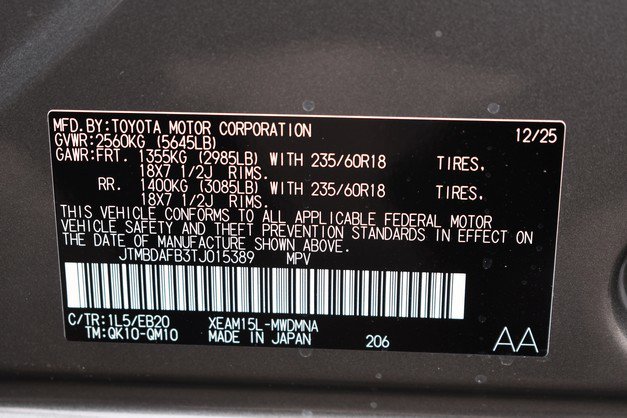 MFD.BY:TOYOTA MOTOR CORPORATION 12/25
GVWR:2560KG (5645LB)
GAWR:FRT. 1355KG (2985LB) WITH 235/60R18 TIRES,
18X7 1/2J RIMS.
RR. 1400KG (3085LB) WITH 235/60R18 TIRES,
18X7 1/2J RIMS.
THIS VEHICLE CONFORMS TO ALL APPLICABLE FEDERAL MOTOR
VEHICLE SAFETY AND THEFT PREVENTION STANDARDS IN EFFECT ON
THE DATE OF MANUFACTURE SHOWN ABOVE.
JTMBDAFB3TJ015389 MPV
C/TR:1L5/EB20 XEAM15L-MWDMNA
TM:QK10-QM10 MADE IN JAPAN 206 AA